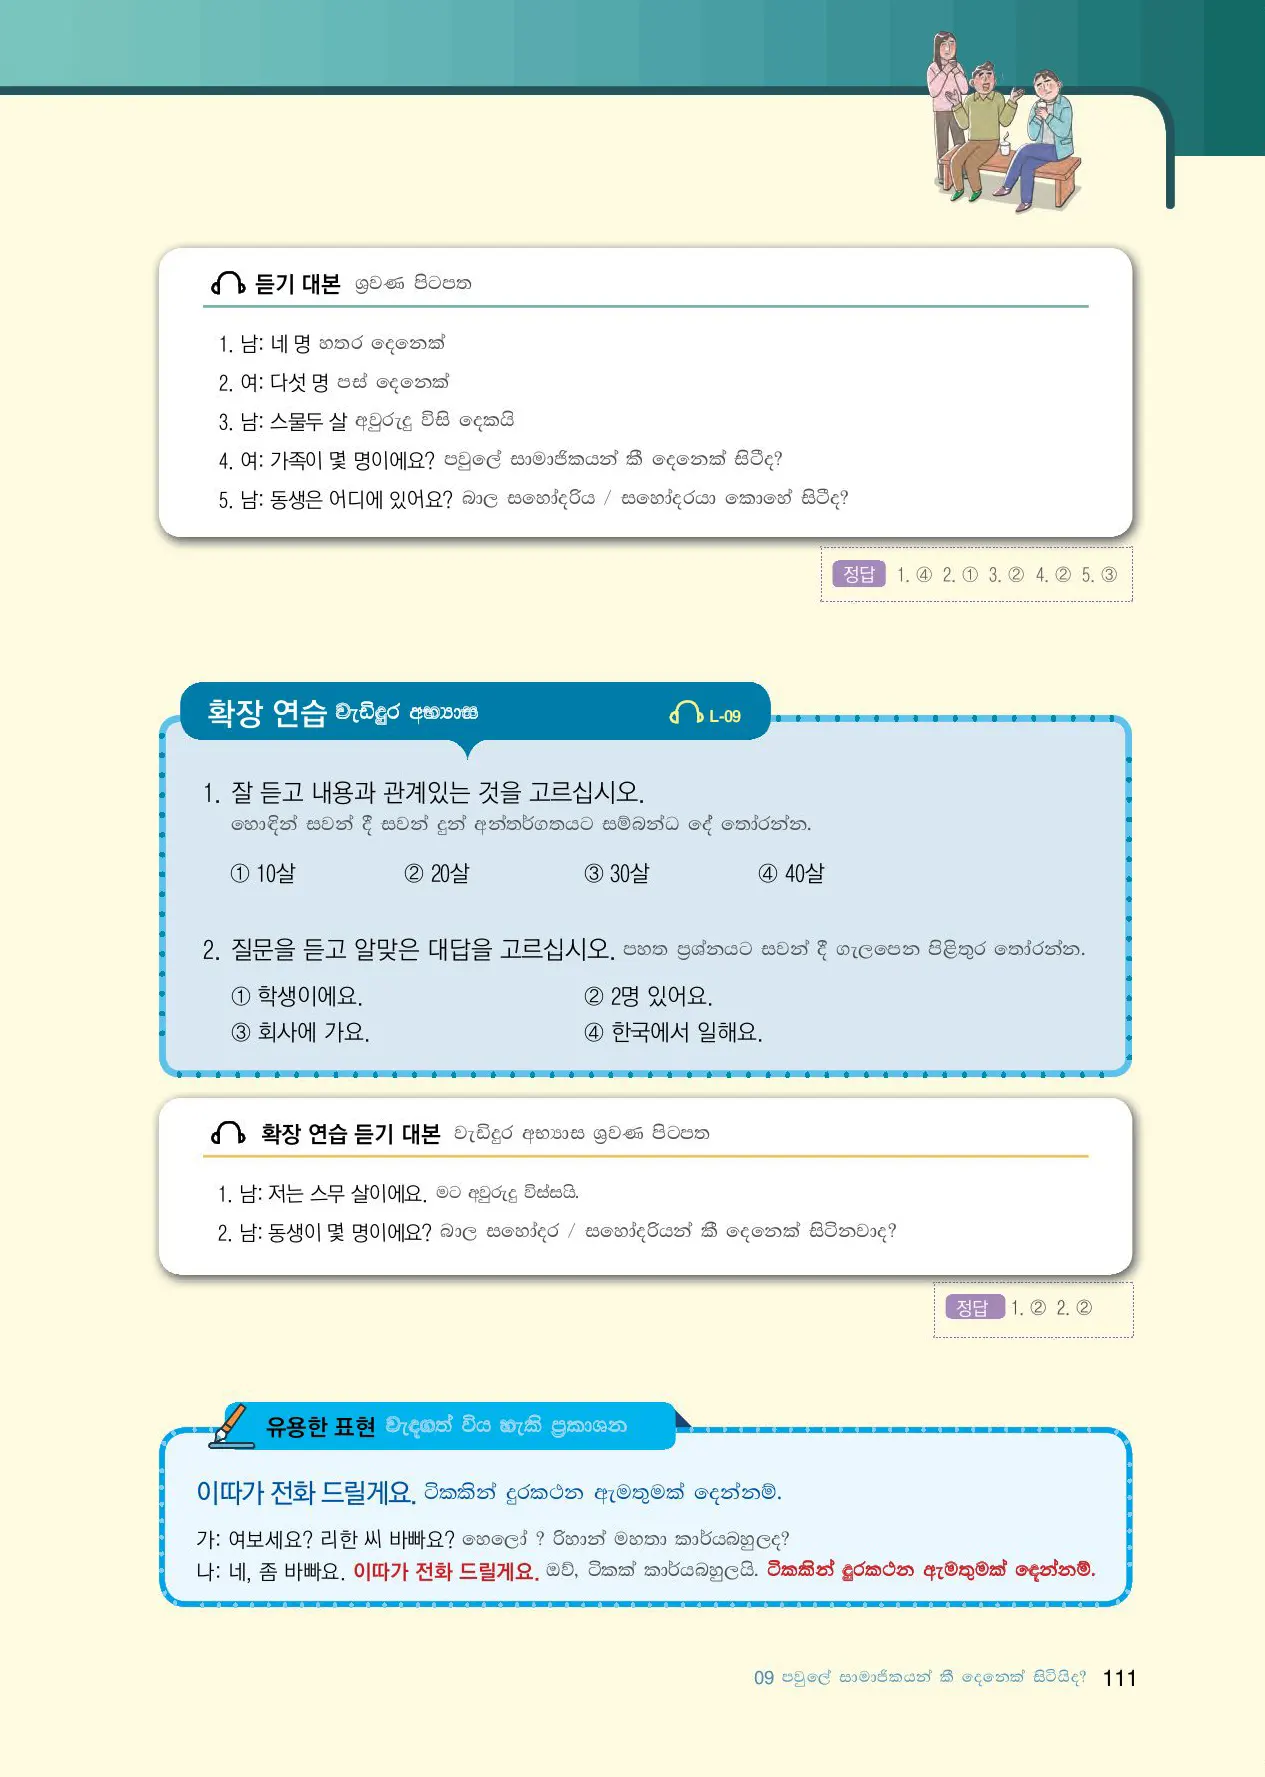 듣기 대본 ශ්‍රවණ පිටපත
1. 남: 네 명 හතර දෙනෙක්
2. 여: 다섯 명 පස් දෙනෙක්
3. 남: 스물두 살 අවුරුදු විසි දෙකයි
4. 여: 가족이 몇 명이에요? පවුලේ සාමාජිකයන් කී දෙනෙක් සිටීද?
5. 남: 동생은 어디에 있어요? බාල සහෝදරිය / සහෝදරයා කොහේ සිටීද?
정답 1. ④ 2. ① 3. ② 4. ② 5. ③
확장 연습 වැඩිදුර අභ්‍යාස L-09
1. 잘 듣고 내용과 관계있는 것을 고르십시오.
හොඳින් සවන් දී සවන් දුන් අන්තර්ගතයට සම්බන්ධ දේ තෝරන්න.
① 10살 ② 20살 ③ 30살 ④ 40살
2. 질문을 듣고 알맞은 대답을 고르십시오. පහත ප්‍රශ්නයට සවන් දී ගැලපෙන පිළිතුර තෝරන්න.
① 학생이에요. ② 2명 있어요.
③ 회사에 가요. ④ 한국에서 일해요.
확장 연습 듣기 대본 වැඩිදුර අභ්‍යාස ශ්‍රවණ පිටපත
1. 남: 저는 스무 살이에요. මට අවුරුදු විස්සයි.
2. 남: 동생이 몇 명이에요? බාල සහෝදර / සහෝදරියන් කී දෙනෙක් සිටිනවාද?
정답 1. ② 2. ②
유용한 표현 වැදගත් විය හැකි ප්‍රකාශන
이따가 전화 드릴게요. ටිකකින් දුරකථන ඇමතුමක් දෙන්නම්.
가: 여보세요? 리한 씨 바빠요? හෙලෝ ? රිහාන් මහතා කාර්යබහුලද?
나: 네, 좀 바빠요. 이따가 전화 드릴게요. ඔව්, ටිකක් කාර්යබහුලයි. ටිකකින් දුරකථන ඇමතුමක් දෙන්නම්.
09 පවුලේ සාමාජිකයන් කී දෙනෙක් සිටියිද? 111